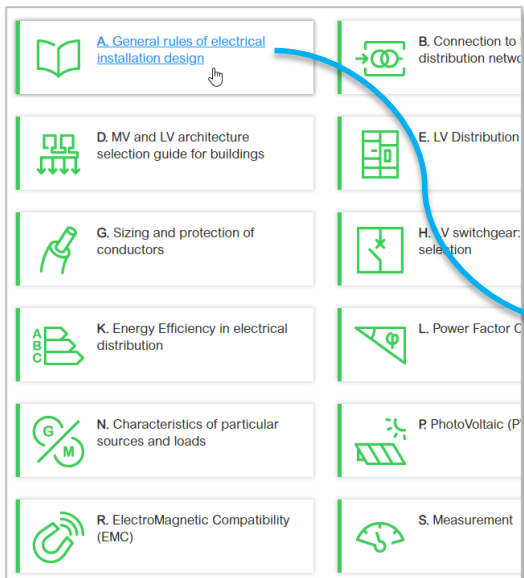 A. General rules of electrical
installation design
B. Connection to
distribution
D. MV and LV architecture
selection guide for buildings
E. LV Distribution
G. Sizing and protection of
conductors
H. LV switchgear:
selection
A
B
C
K. Energy Efficiency in electrical
distribution
φ
L. Power Factor
G
M
N. Characteristics of particular
sources and loads
P. PhotoVoltaic
R. ElectroMagnetic Compatibility
(EMC)
S. Measurement